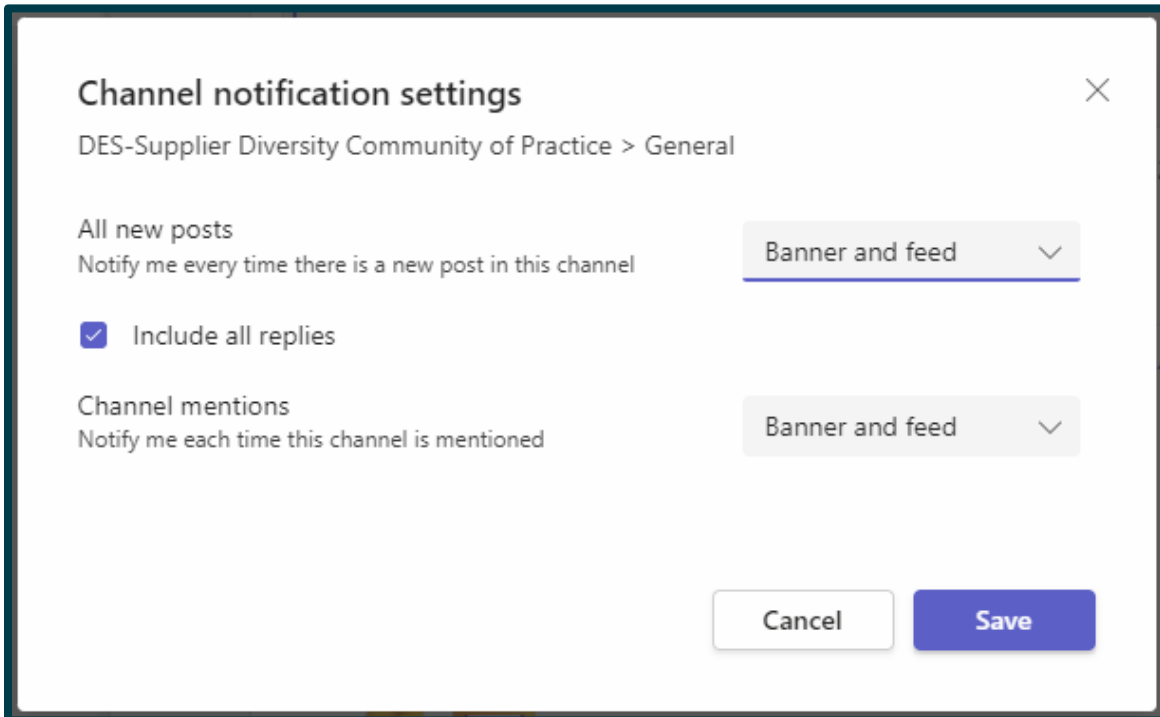 Channel notification settings
DES-Supplier Diversity Community of Practice > General
All new posts
Notify me every time there is a new post in this channel
Banner and feed
Include all replies
Channel mentions
Notify me each time this channel is mentioned
Banner and feed
Cancel
Save